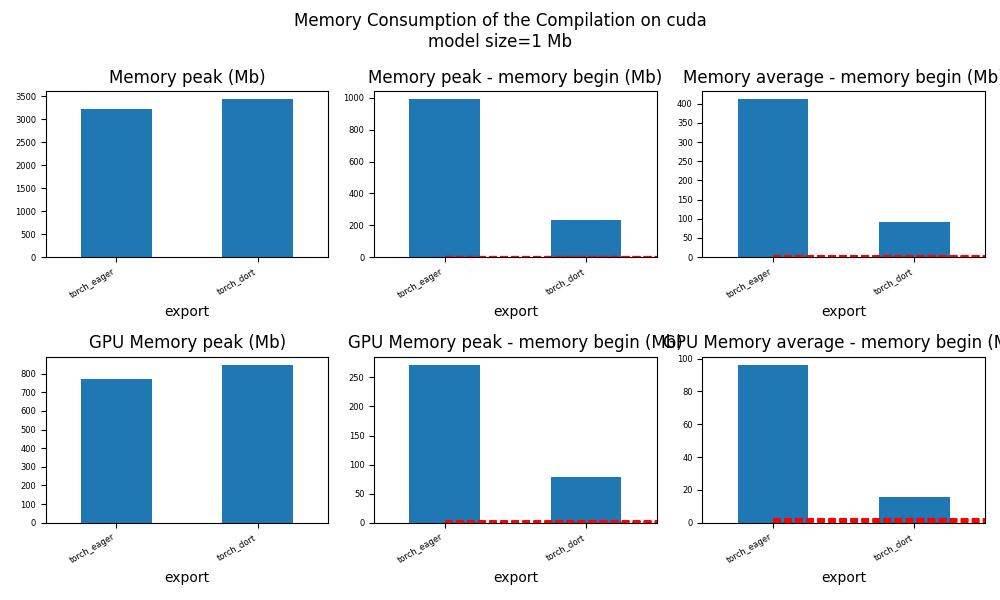 Memory Consumption of the Compilation on cuda
model size=1 Mb
Memory peak (Mb)
3500
3000
2500
2000
1500
1000
500
0
torch_eager
torch_dort
export
Memory peak - memory begin (Mb)
1000
800
600
400
200
0
torch_eager
torch_dort
export
Memory average - memory begin (Mb)
400
350
300
250
200
150
100
50
0
torch_eager
torch_dort
export
GPU Memory peak (Mb)
800
700
600
500
400
300
200
100
0
torch_eager
torch_dort
export
GPU Memory peak - memory begin (Mb)
250
200
150
100
50
0
torch_eager
torch_dort
export
GPU Memory average - memory begin (M
100
80
60
40
20
0
torch_eager
torch_dort
export